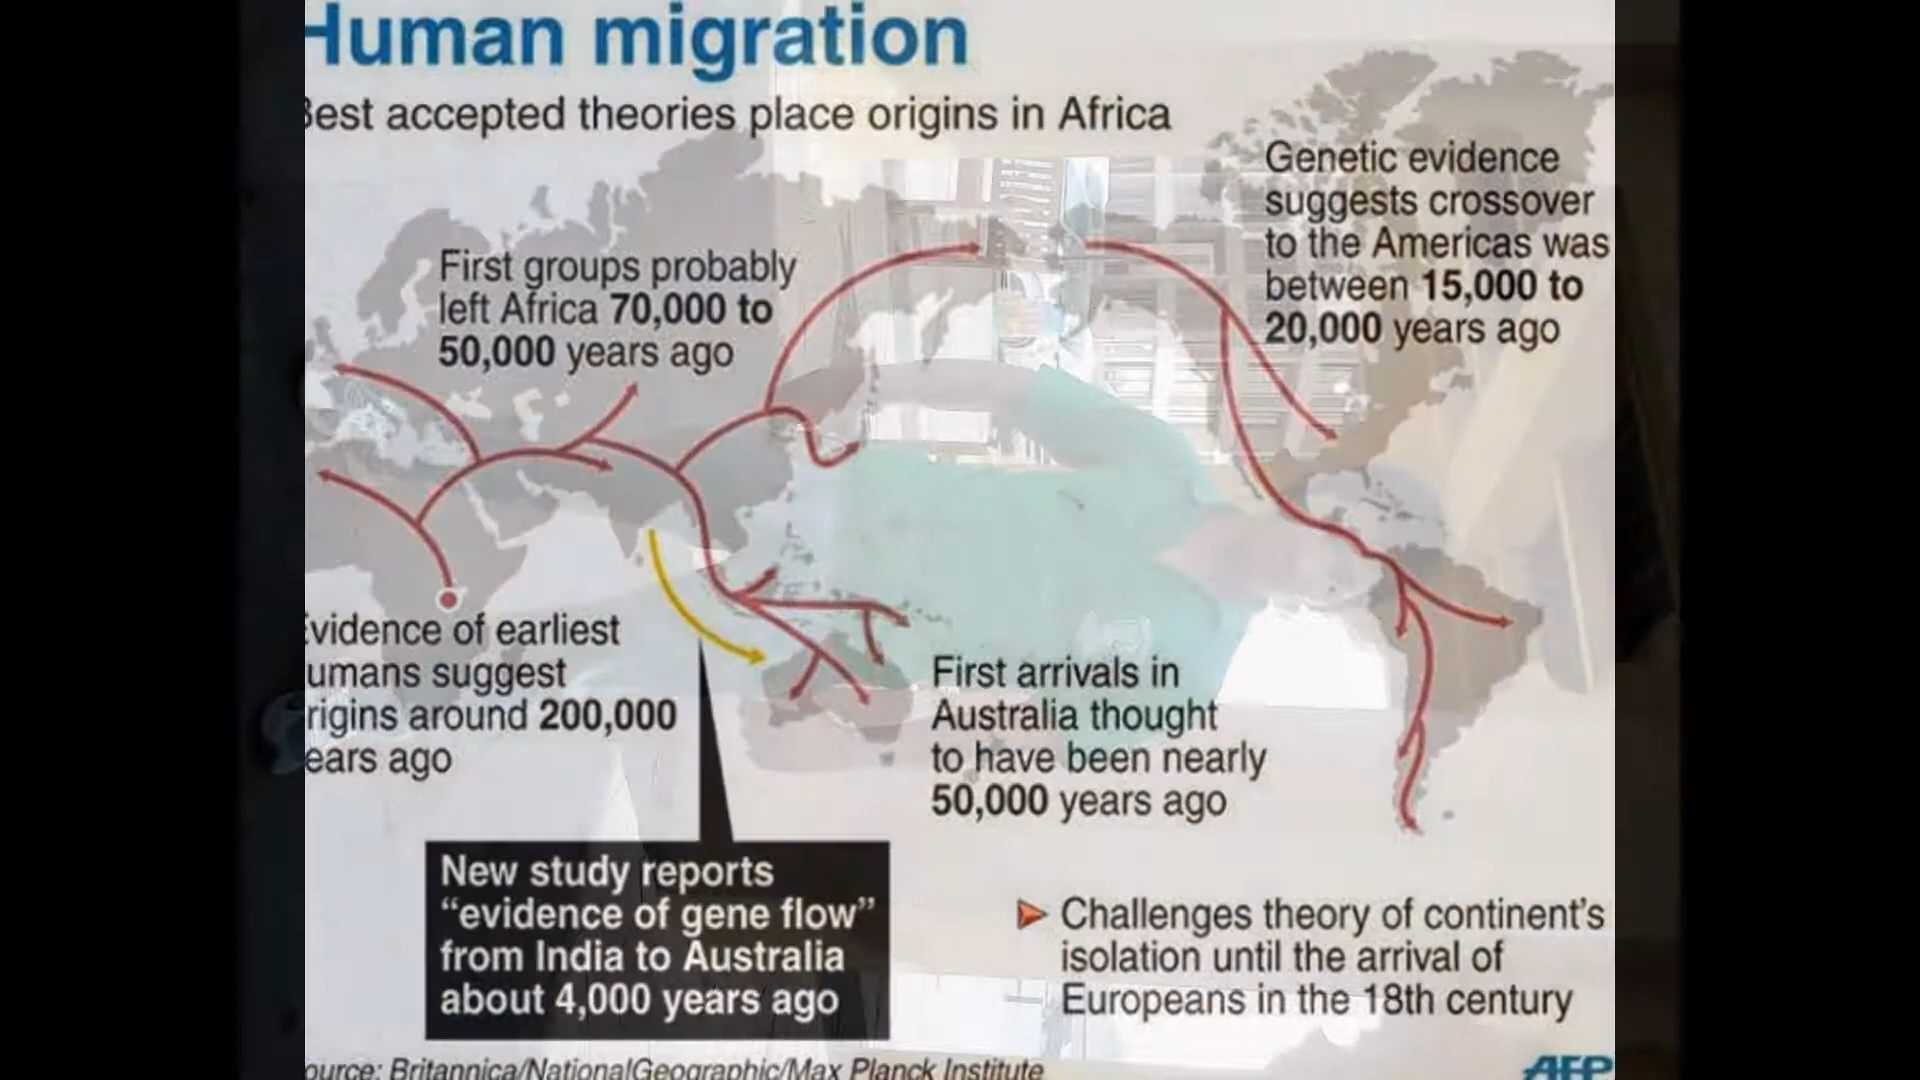 Human migration
Best accepted theories place origins in Africa
Genetic evidence
suggests crossover
to the Americas was
between 15,000 to
20,000 years ago
First groups probably
left Africa 70,000 to
50,000 years ago
Evidence of earliest
umans suggest
rigins around 200,000
ears ago
First arrivals in
Australia thought
to have been nearly
50,000 years ago
New study reports
“evidence of gene flow”
from India to Australia
about 4,000 years ago
Challenges theory of continent’s
isolation until the arrival of
Europeans in the 18th century
ource: Britannica/NationalGeographic/Max Planck Institute
AFP